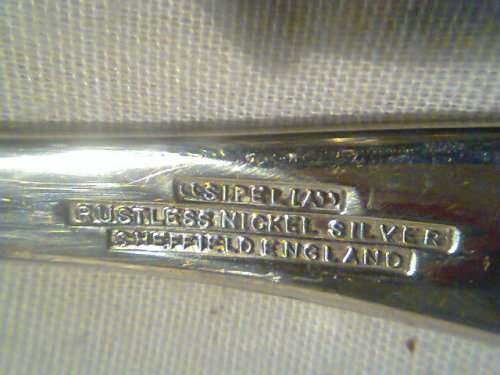 RUSTLESS NICKEL SILVER
SHEFFIELD ENGLAND